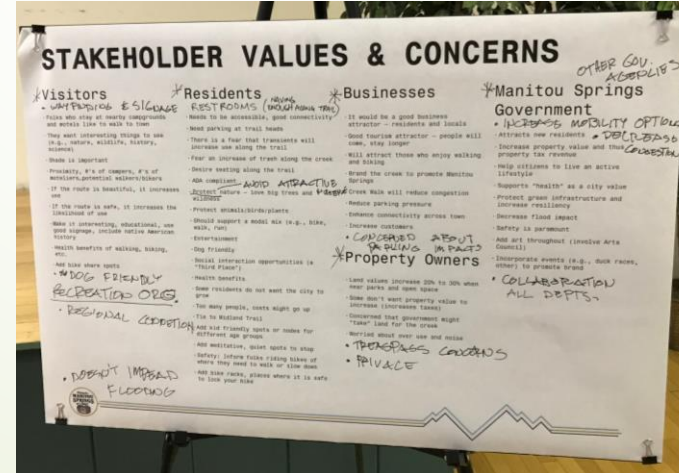 STAKEHOLDER VALUES & CONCERNS
OTHER GOV.
AGENCIES
*Visitors
• WAYFINDING & SIGNAGE
Folks who stay at nearby campgrounds
and motels like to walk to town
They want interesting things to see
(e.g., nature, wildlife, history,
science)
Shade is important
Proximity, #'s of campers, #'s of
moteliers, potential walkers/bikers
If the route is beautiful, it increases
use
If the route is safe, it increases the
likelihood of use
Make it interesting, educational, use
good signage, include native American
history
Health benefits of walking, biking,
etc.
Add bike share spots
• DOG FRIENDLY
RECREATION ORG.
• REGIONAL
• DOESN'T IMPEAD
FLOODING
*Residents
RESTROOMS (HAVING
ENOUGH ALONG TRAIL)
Needs to be accessible, good connectivity
Need parking at trail heads
There is a fear that transients will
increase use along the trail
Fear an increase of trash along the creek
Desire seating along the trail
ADA compliant
AVOID ATTRACTIVE
Protect nature – love big trees and
wildness
Protect animals/birds/plants
Should support a modal mix (e.g., bike,
walk, run)
Entertainment
Dog friendly
Social interaction opportunities (a
"Third Place")
Health benefits
Some residents do not want the city to
grow
Too many people, costs might go up
Tie to Midland Trail
Add kid friendly spots or nodes for
different age groups
Add meditative, quiet spots to stop
Safety: inform folks riding bikes of
where they need to walk or slow down
Add bike racks, placed where it is safe
to lock your bike
*Businesses
It would be a good business
attractor – residents and locals
Good tourism attractor – people will
come, stay longer
Will attract those who enjoy walking
and biking
Brand the creek to promote Manitou
Springs
Creek Walk will reduce congestion
Reduce parking pressure
Enhance connectivity across town
Increase customers
• CONCERNED ABOUT
PARKING IMPACTS
*Property Owners
Land values increase 20% to 30% when
near parks and open space
Some don't want property value to
increase (increases taxes)
Concerned that government might
"take" land for the creek
Worried about over use and noise
• TREASPASS CONCERNS
• PRIVACE
*Manitou Springs
Government
• INCREASE MOBILITY OPTIONS
Attracts new residents
• DECREASE
CONGESTION
Increase property value and thus
property tax revenue
Help citizens to live an active
lifestyle
Supports "health" as a city value
Protect green infrastructure and
increase resiliency
Decrease flood impact
Safety is paramount
Add art throughout (involve Arts
Council)
Incorporate events (e.g., duck races,
other) to promote brand
• COLLABORATION
ALL DEPTS.
MANITOU
SPRINGS